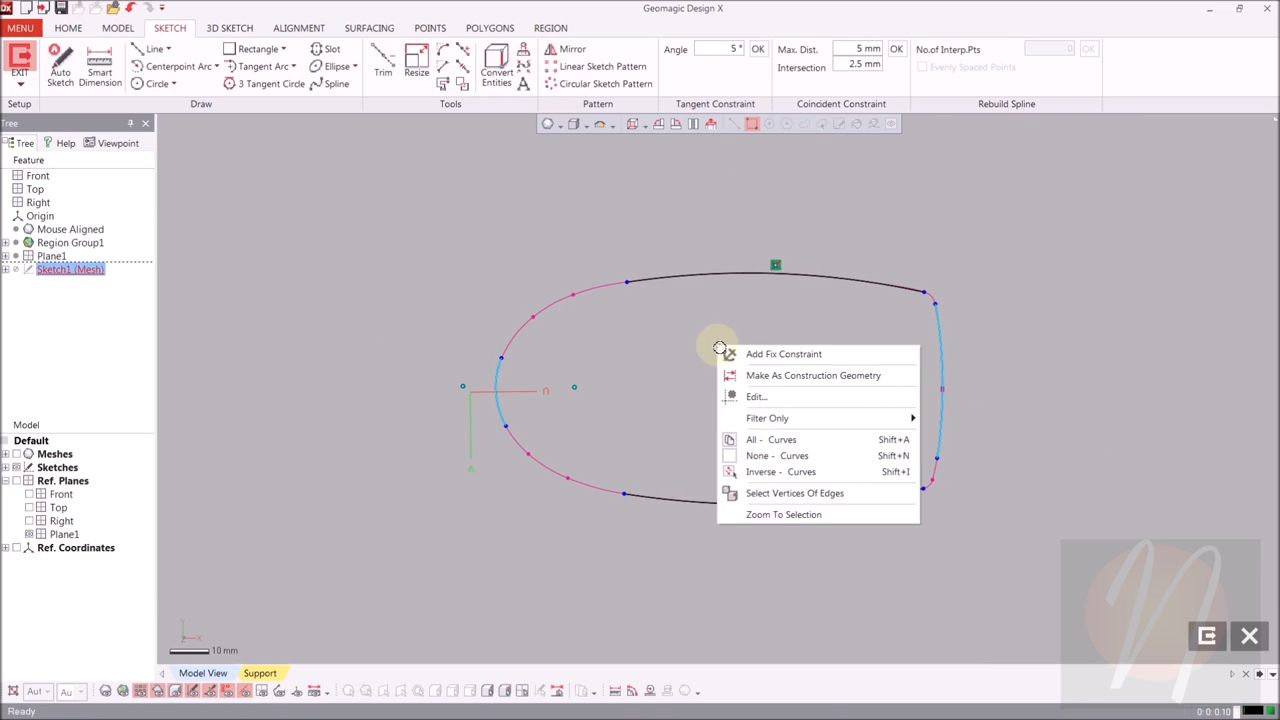 Geomagic Design X
MENU HOME MODEL SKETCH 3D SKETCH ALIGNMENT SURFACING POINTS POLYGONS REGION
EXIT
Auto Sketch
Smart Dimension
Line Rectangle Slot
Centerpoint Arc Tangent Arc Ellipse
Circle 3 Tangent Circle Spline
Trim
Resize
Convert Entities
Mirror
Linear Sketch Pattern
Circular Sketch Pattern
Angle 5 ° OK
Max. Dist. 5 mm OK
Intersection 2.5 mm
No.of Interp.Pts 0 OK
Evenly Spaced Points
Setup Draw Tools Pattern Tangent Constraint Coincident Constraint Rebuild Spline
Tree
Tree Help Viewpoint
Feature
Front
Top
Right
Origin
Mouse Aligned
Region Group1
Plane1
Sketch1 (Mesh)
Add Fix Constraint
Make As Construction Geometry
Edit...
Filter Only
All - Curves Shift+A
None - Curves Shift+N
Inverse - Curves Shift+I
Select Vertices Of Edges
Zoom To Selection
Model
Default
Meshes
Sketches
Ref. Planes
Front
Top
Right
Plane1
Ref. Coordinates
10 mm
Model View Support
Aut Au
Ready